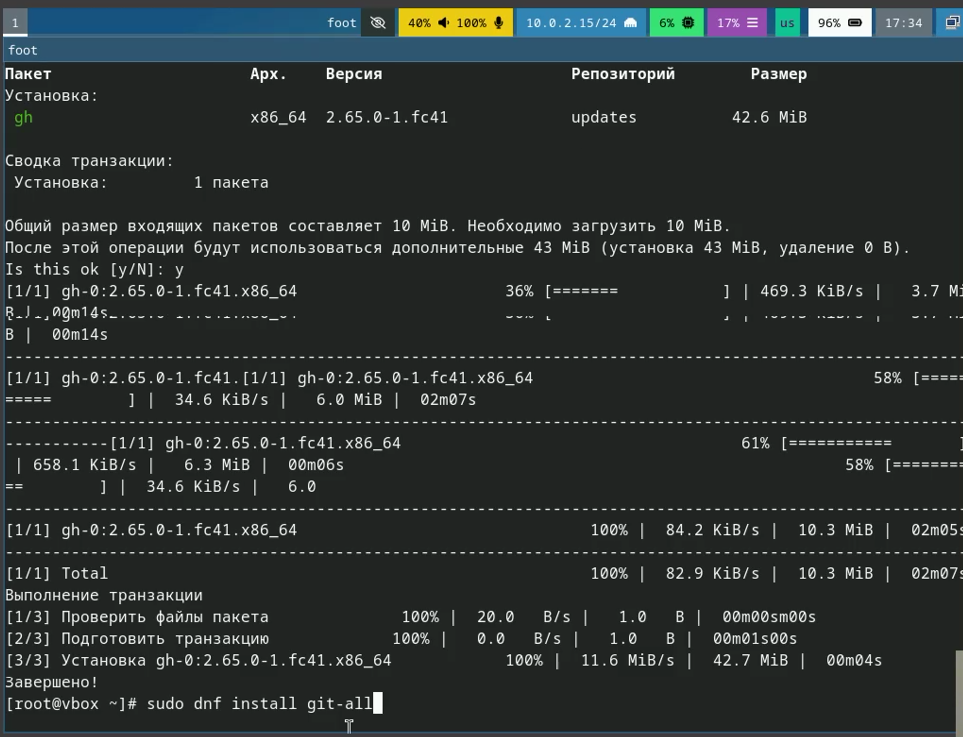 1 foot 40% 100% 10.0.2.15/24 6% 17% us 96% 17:34
foot
Пакет Арх. Версия Репозиторий Размер
Установка:
gh x86_64 2.65.0-1.fc41 updates 42.6 MiB
Сводка транзакции:
Установка: 1 пакета
Общий размер входящих пакетов составляет 10 MiB. Необходимо загрузить 10 MiB.
После этой операции будут использоваться дополнительные 43 MiB (установка 43 MiB, удаление 0 B).
Is this ok [y/N]: y
[1/1] gh-0:2.65.0-1.fc41.x86_64 36% [======= ] | 469.3 KiB/s | 3.7 Mi
B | 00m14s
B | 00m14s
--------------------------------------------------------------------------------
[1/1] gh-0:2.65.0-1.fc41.[1/1] gh-0:2.65.0-1.fc41.x86_64 58% [=====
===== ] | 34.6 KiB/s | 6.0 MiB | 02m07s
--------------------------------------------------------------------------------
-----------[1/1] gh-0:2.65.0-1.fc41.x86_64 61% [=========== ]
| 658.1 KiB/s | 6.3 MiB | 00m06s 58% [========
== ] | 34.6 KiB/s | 6.0
--------------------------------------------------------------------------------
[1/1] gh-0:2.65.0-1.fc41.x86_64 100% | 84.2 KiB/s | 10.3 MiB | 02m05s
--------------------------------------------------------------------------------
[1/1] Total 100% | 82.9 KiB/s | 10.3 MiB | 02m07s
Выполнение транзакции
[1/3] Проверить файлы пакета 100% | 20.0 B/s | 1.0 B | 00m00sm00s
[2/3] Подготовить транзакцию 100% | 0.0 B/s | 1.0 B | 00m01s00s
[3/3] Установка gh-0:2.65.0-1.fc41.x86_64 100% | 11.6 MiB/s | 42.7 MiB | 00m04s
Завершено!
[root@vbox ~]# sudo dnf install git-all